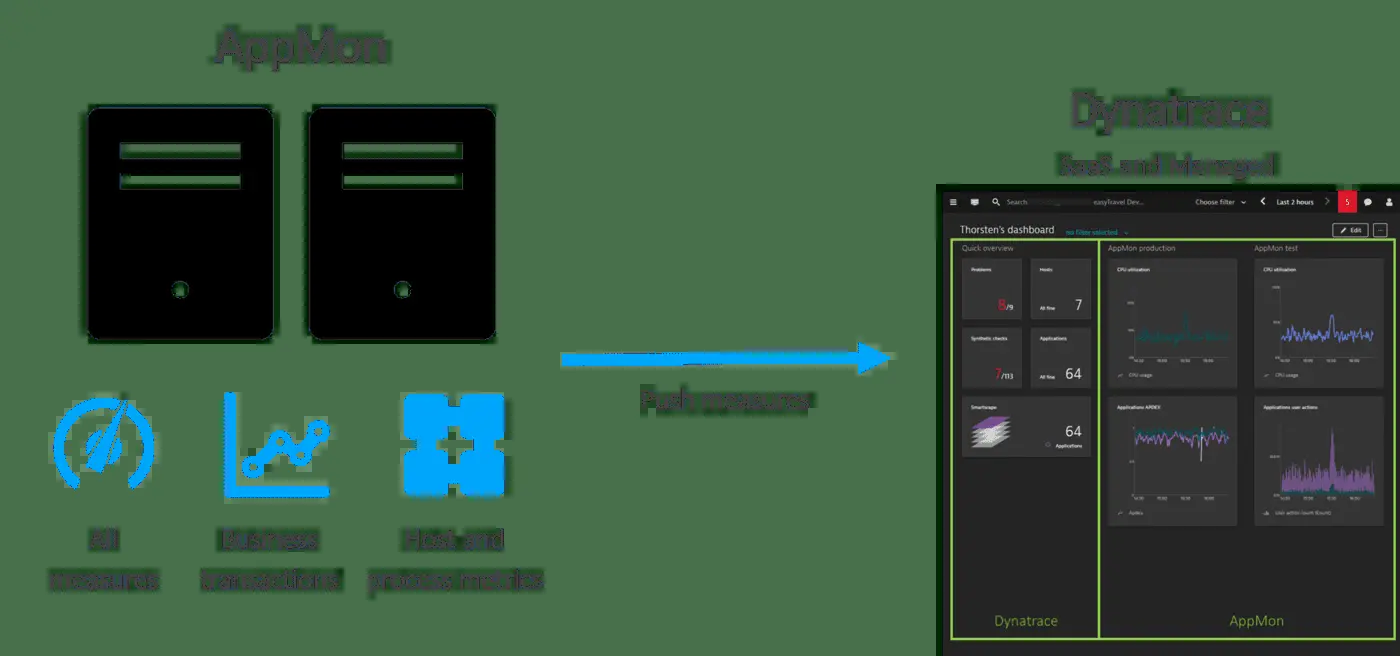 AppMon
All
measures
Business
transactions
Host and
process metrics
Push measures
Dynatrace
SaaS and Managed
Search
easyTravel Dev...
Choose filter
Last 2 hours
5
Thorsten's dashboard
no filter selected
Edit
Quick overview
Problems
8/9
Hosts
All fine
7
Synthetic checks
7/113
Applications
All fine
64
Smartscape
64
Applications
Dynatrace
AppMon production
CPU utilization
CPU usage
Applications APDEX
Apdex
AppMon test
CPU utilization
CPU usage
Applications user actions
User action count (Count)
AppMon